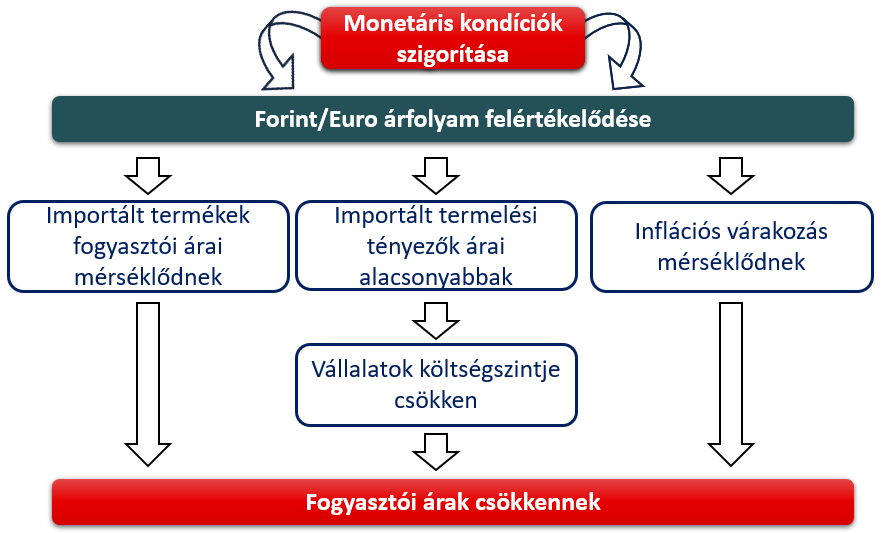 Monetáris kondíciók
szigorítása
Forint/Euro árfolyam felértékelődése
Importált termékek
fogyasztói árai
mérséklődnek
Importált termelési
tényezők árai
alacsonyabbak
Inflációs várakozás
mérséklődnek
Vállalatok költségszintje
csökken
Fogyasztói árak csökkennek